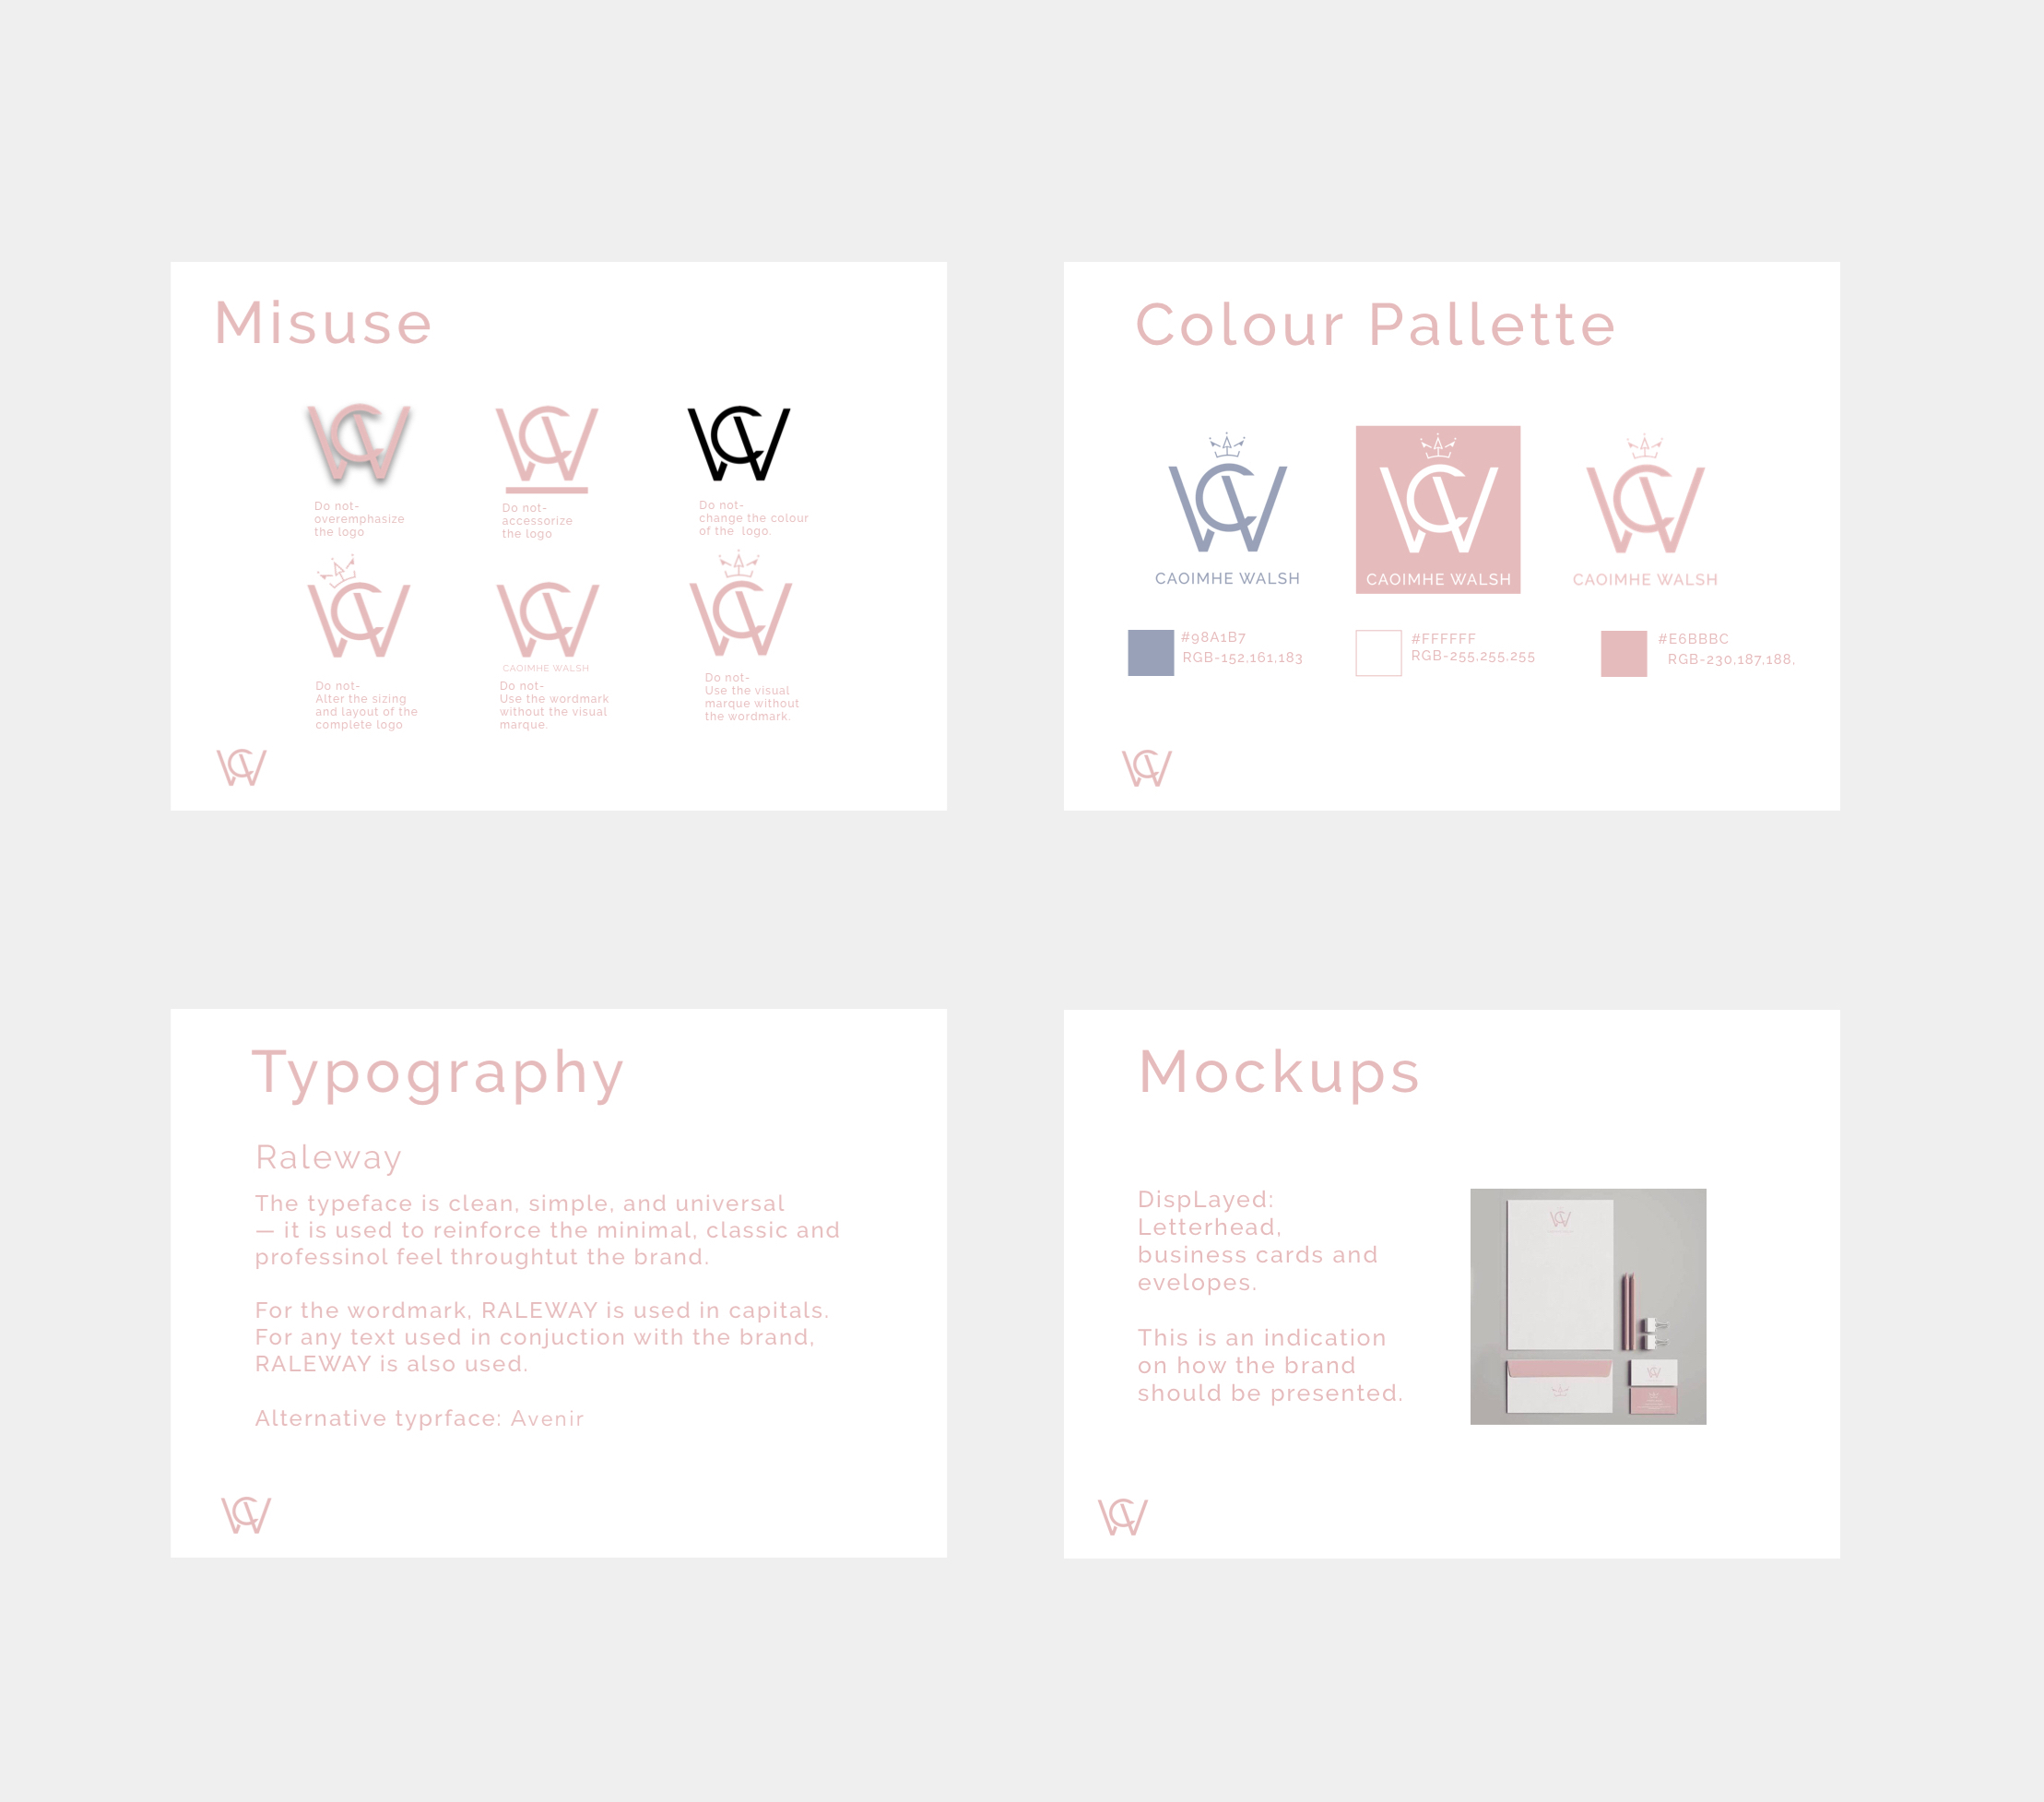 Misuse
Do not-
overemphasize
the logo
Do not-
accessorize
the logo
Do not-
change the colour
of the  logo.
Do not-
Alter the sizing
and layout of the
complete logo
CAOIMHE WALSH
Do not-
Use the wordmark
without the visual
marque.
Do not-
Use the visual
marque without
the wordmark.
Colour Pallette
CAOIMHE WALSH
CAOIMHE WALSH
CAOIMHE WALSH
#98A1B7
RGB-152,161,183
#FFFFFF
RGB-255,255,255
#E6BBBC
RGB-230,187,188,
Typography
Raleway
The typeface is clean, simple, and universal
— it is used to reinforce the minimal, classic and
professinol feel throughtut the brand.
For the wordmark, RALEWAY is used in capitals.
For any text used in conjuction with the brand,
RALEWAY is also used.
Alternative typrface: Avenir
Mockups
DispLayed:
Letterhead,
business cards and
evelopes.
This is an indication
on how the brand
should be presented.